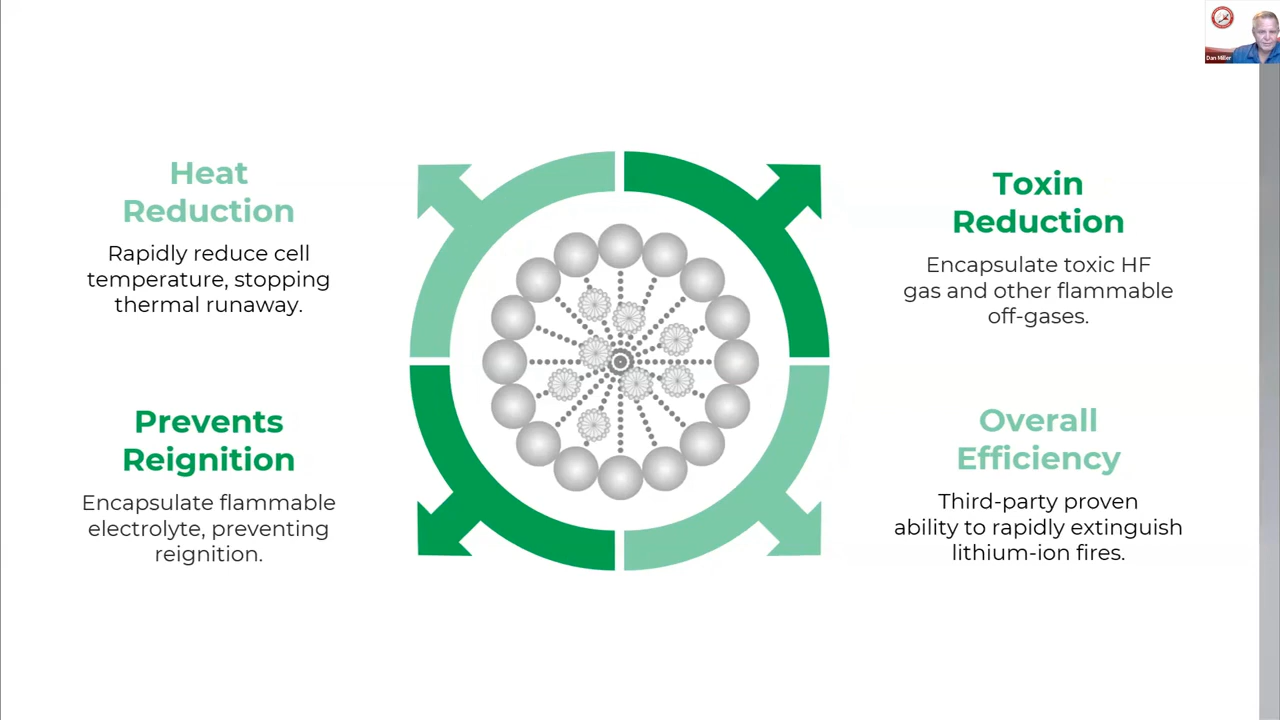 Dan Miller
Heat
Reduction
Rapidly reduce cell
temperature, stopping
thermal runaway.
Toxin
Reduction
Encapsulate toxic HF
gas and other flammable
off-gases.
Prevents
Reignition
Encapsulate flammable
electrolyte, preventing
reignition.
Overall
Efficiency
Third-party proven
ability to rapidly extinguish
lithium-ion fires.